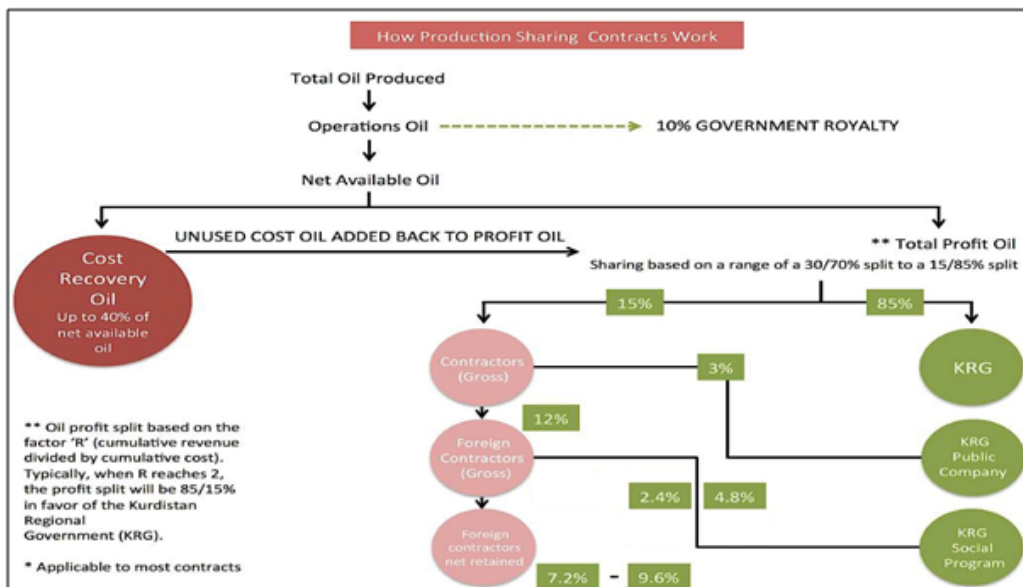 How Production Sharing Contracts Work
Total Oil Produced
Operations Oil
10% GOVERNMENT ROYALTY
Net Available Oil
UNUSED COST OIL ADDED BACK TO PROFIT OIL
Cost
Recovery
Oil
Up to 40% of
net available
oil
** Total Profit Oil
Sharing based on a range of a 30/70% split to a 15/85% split
15%
85%
Contractors
(Gross)
3%
KRG
12%
Foreign
Contractors
(Gross)
KRG
Public
Company
2.4%
4.8%
Foreign
contractors
net retained
KRG
Social
Program
7.2% - 9.6%
** Oil profit split based on the
factor ‘R’ (cumulative revenue
divided by cumulative cost).
Typically, when R reaches 2,
the profit split will be 85/15%
in favor of the Kurdistan
Regional
Government (KRG).
* Applicable to most contracts